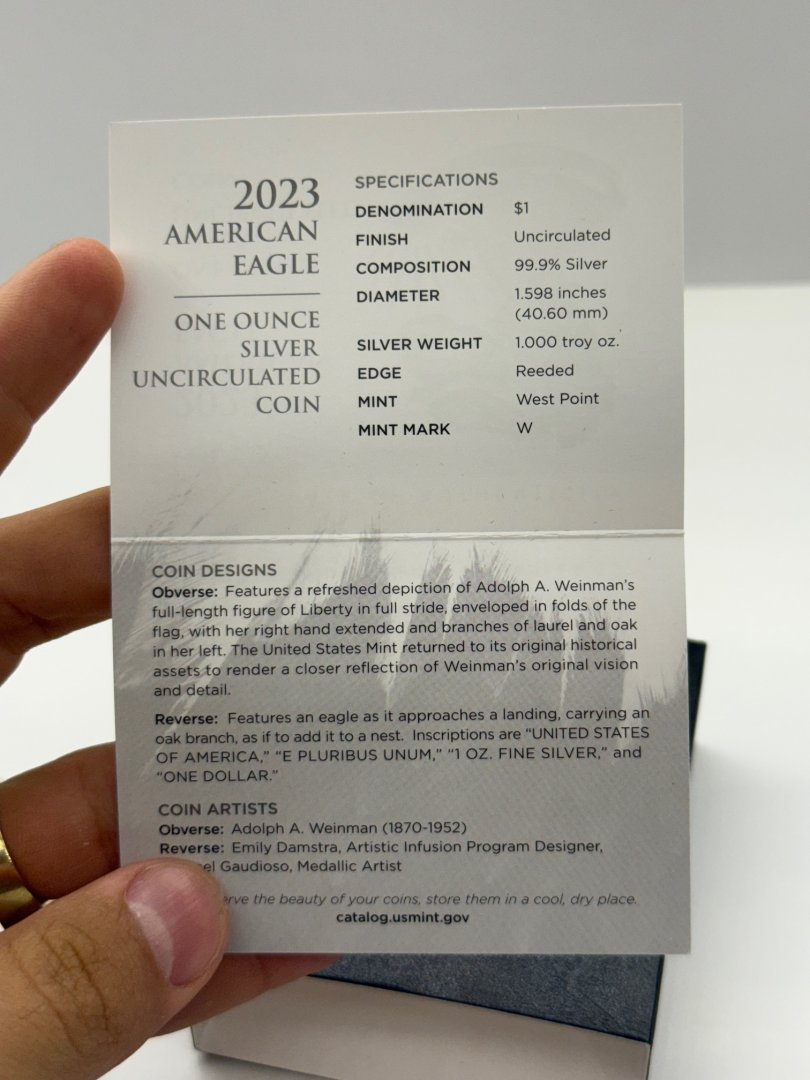 2023
AMERICAN
EAGLE
ONE OUNCE
SILVER
UNCIRCULATED
COIN
SPECIFICATIONS
DENOMINATION $1
FINISH Uncirculated
COMPOSITION 99.9% Silver
DIAMETER 1.598 inches
(40.60 mm)
SILVER WEIGHT 1.000 troy oz.
EDGE Reeded
MINT West Point
MINT MARK W
COIN DESIGNS
Obverse: Features a refreshed depiction of Adolph A. Weinman's
full-length figure of Liberty in full stride, enveloped in folds of the
flag, with her right hand extended and branches of laurel and oak
in her left. The United States Mint returned to its original historical
assets to render a closer reflection of Weinman's original vision
and detail.
Reverse: Features an eagle as it approaches a landing, carrying an
oak branch, as if to add it to a nest. Inscriptions are “UNITED STATES
OF AMERICA,” “E PLURIBUS UNUM,” “1 OZ. FINE SILVER,” and
“ONE DOLLAR.”
COIN ARTISTS
Obverse: Adolph A. Weinman (1870-1952)
Reverse: Emily Damstra, Artistic Infusion Program Designer,
Gaudioso, Medallic Artist
the beauty of your coins, store them in a cool, dry place.
catalog.usmint.gov